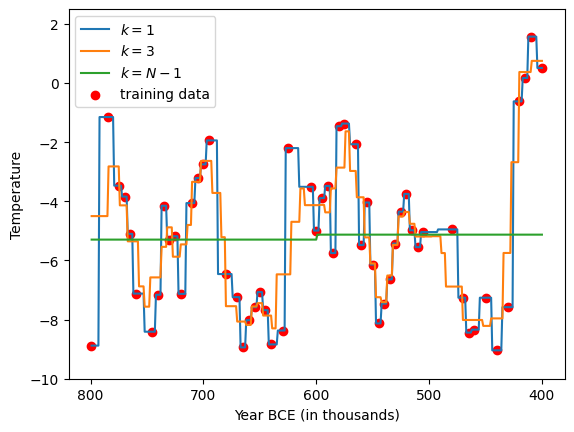 k = 1
k = 3
k = N − 1
training data
Temperature
2
0
−2
−4
−6
−8
−10
800 700 600 500 400
Year BCE (in thousands)